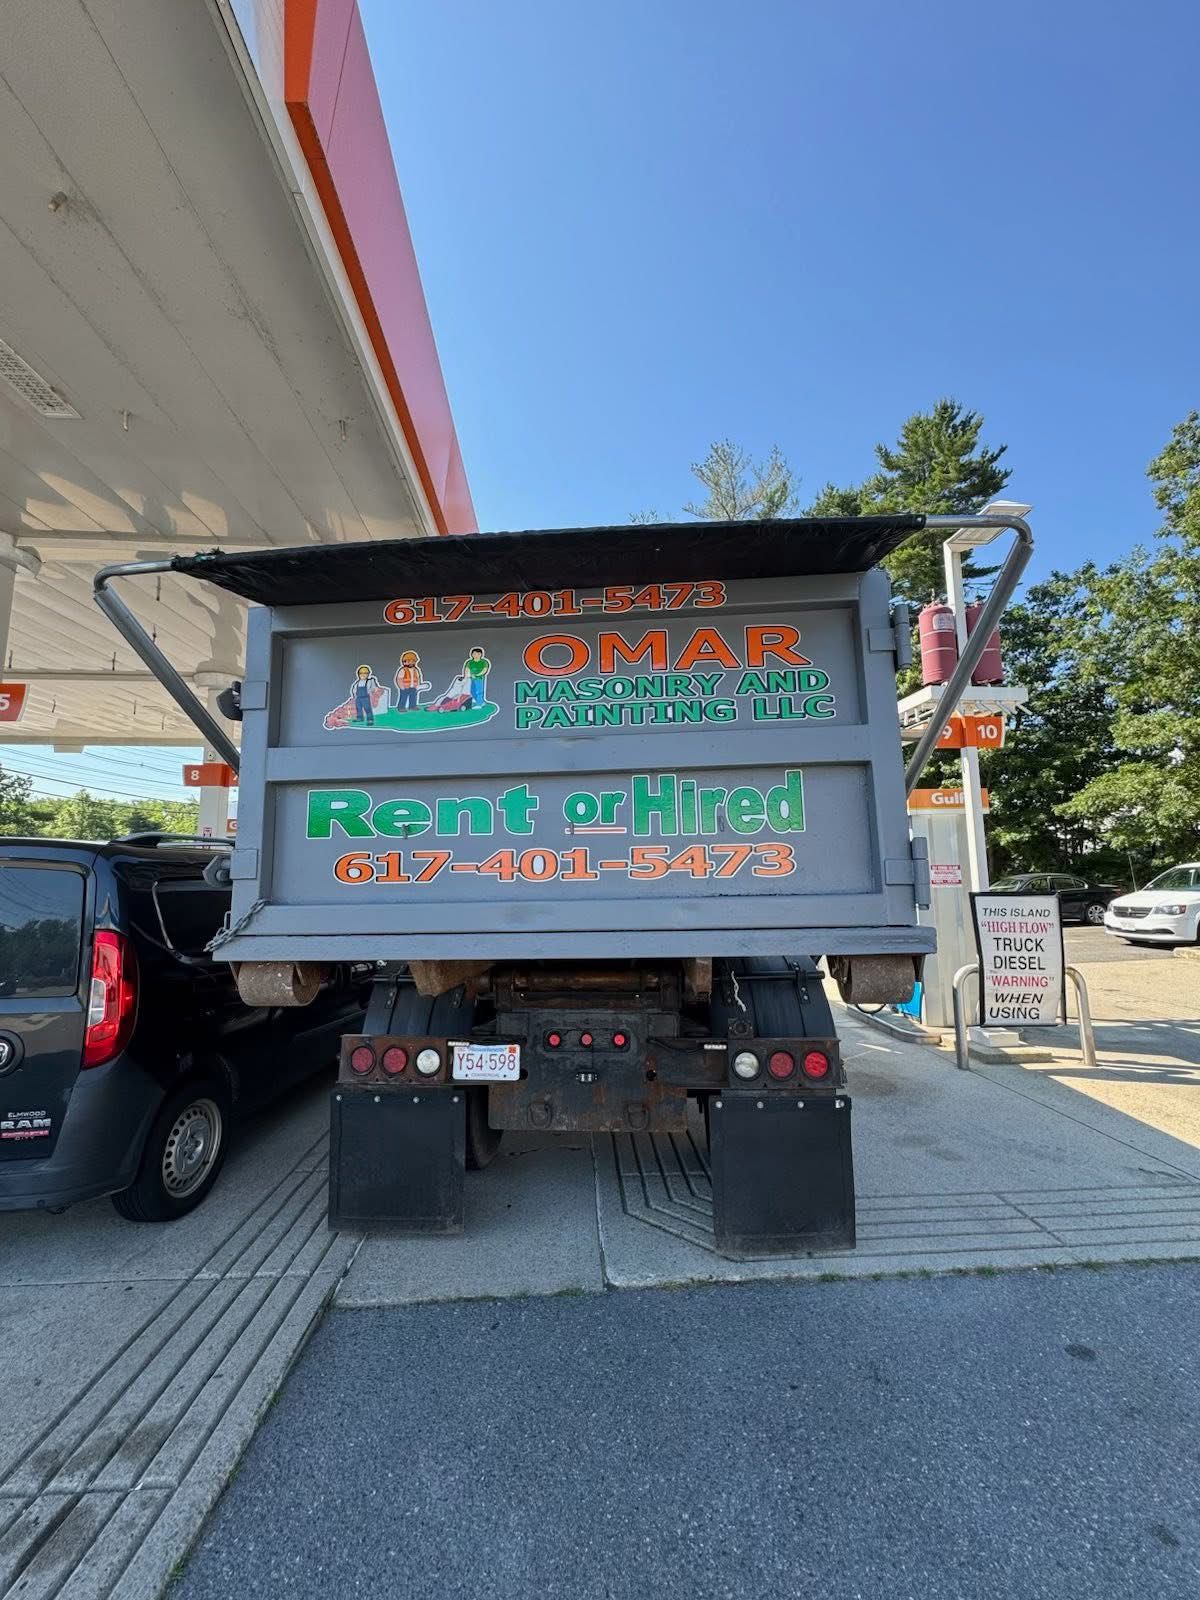 617-401-5473
OMAR
MASONRY AND
PAINTING LLC
Rent or Hired
617-401-5473
5
8
9 10
Gulf
THIS ISLAND
"HIGH FLOW"
TRUCK
DIESEL
"WARNING"
WHEN
USING
Y54·598
COMMERCIAL
ELMWOOD
RAM